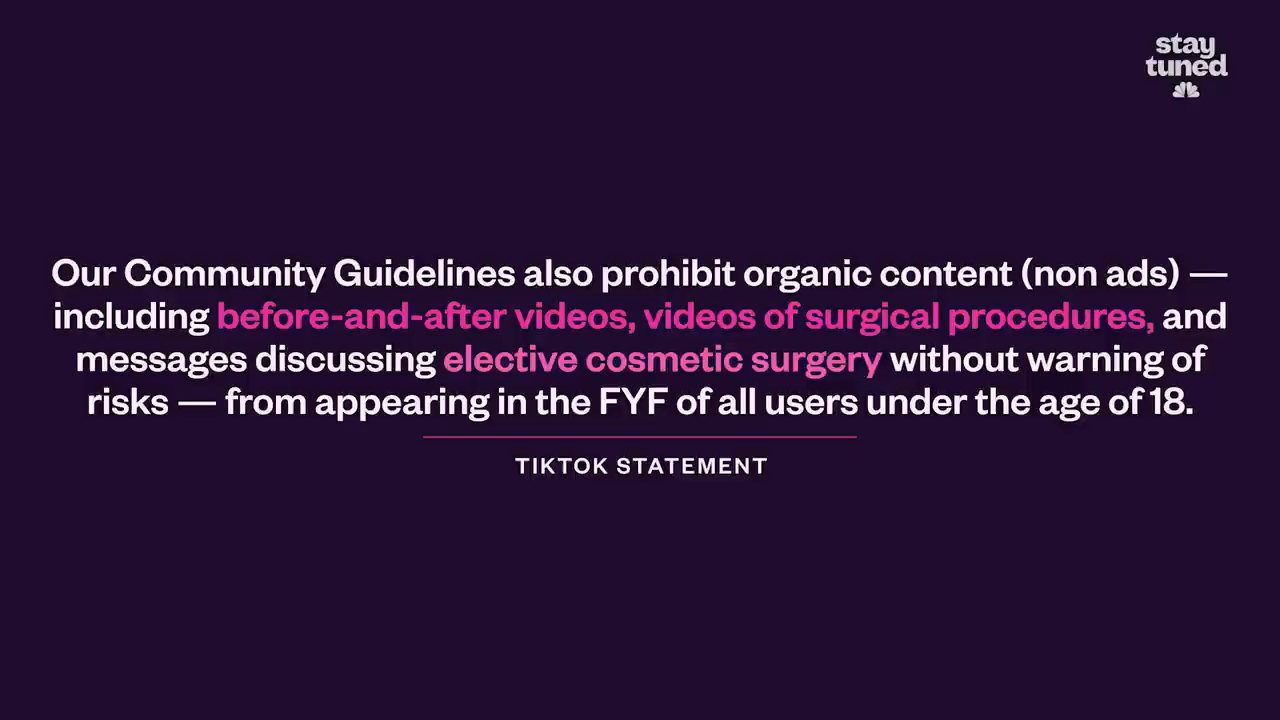 stay
tuned
Our Community Guidelines also prohibit organic content (non ads) —
including before-and-after videos, videos of surgical procedures, and
messages discussing elective cosmetic surgery without warning of
risks — from appearing in the FYF of all users under the age of 18.
TIKTOK STATEMENT